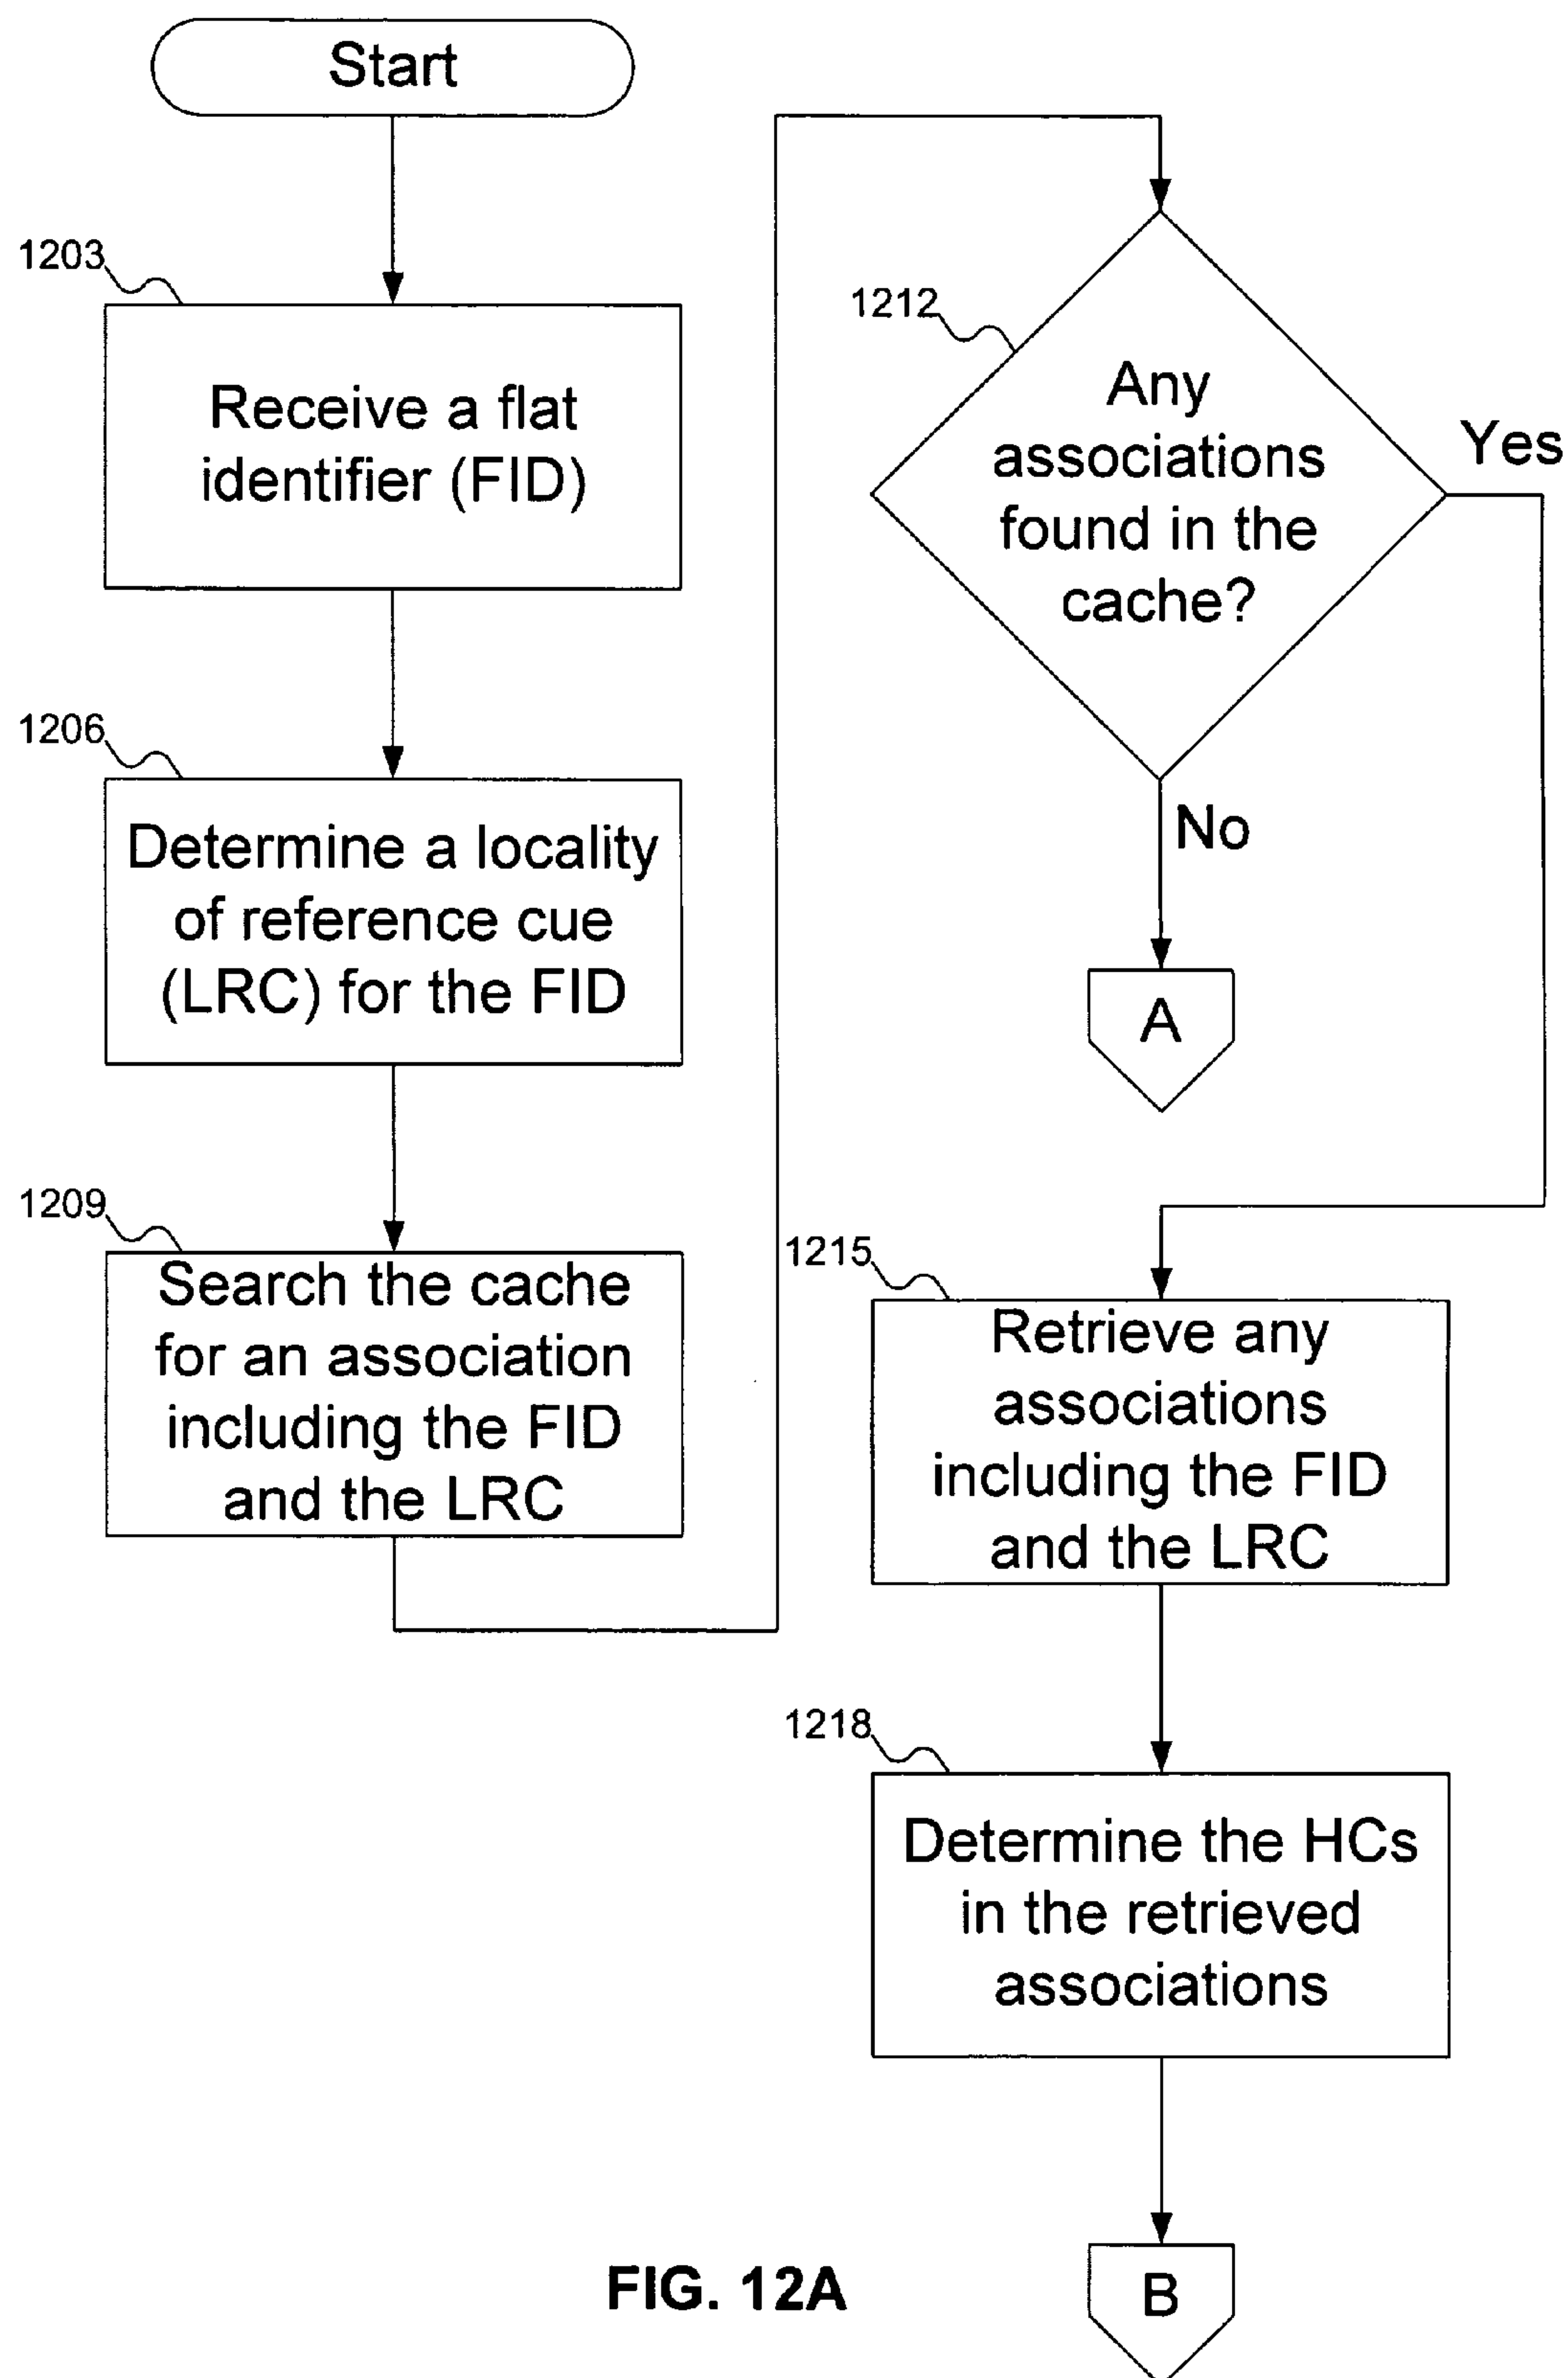 Start
1203
Receive a flat
identifier (FID)
1206
Determine a locality
of reference cue
(LRC) for the FID
1209
Search the cache
for an association
including the FID
and the LRC
1212
Any
associations
found in the
cache?
Yes
No
A
1215
Retrieve any
associations
including the FID
and the LRC
1218
Determine the HCs
in the retrieved
associations
B
FIG. 12A